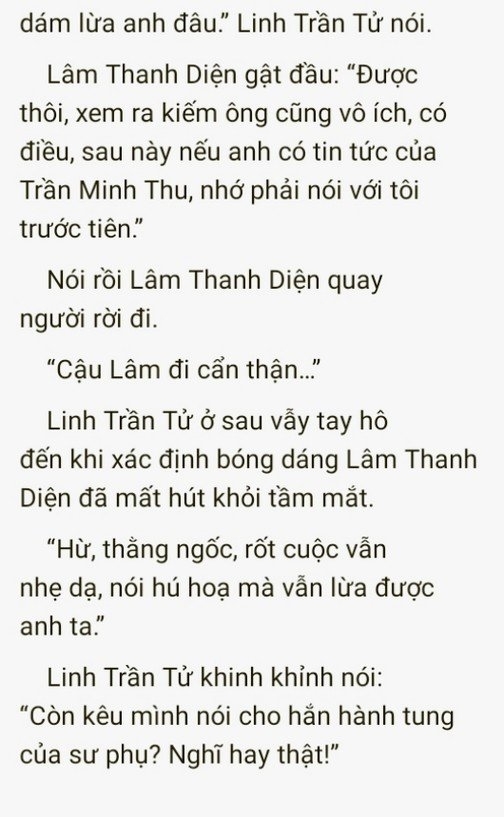 dám lừa anh đâu.” Linh Trần Tử nói.
Lâm Thanh Diện gật đầu: “Được
thôi, xem ra kiếm ông cũng vô ích, có
điều, sau này nếu anh có tin tức của
Trần Minh Thu, nhớ phải nói với tôi
trước tiên.”
Nói rồi Lâm Thanh Diện quay
người rời đi.
“Cậu Lâm đi cẩn thận...”
Linh Trần Tử ở sau vẫy tay hô
đến khi xác định bóng dáng Lâm Thanh
Diện đã mất hút khỏi tầm mắt.
“Hừ, thằng ngốc, rốt cuộc vẫn
nhẹ dạ, nói hú hoạ mà vẫn lừa được
anh ta.”
Linh Trần Tử khinh khỉnh nói:
“Còn kêu mình nói cho hắn hành tung
của sư phụ? Nghĩ hay thật!”